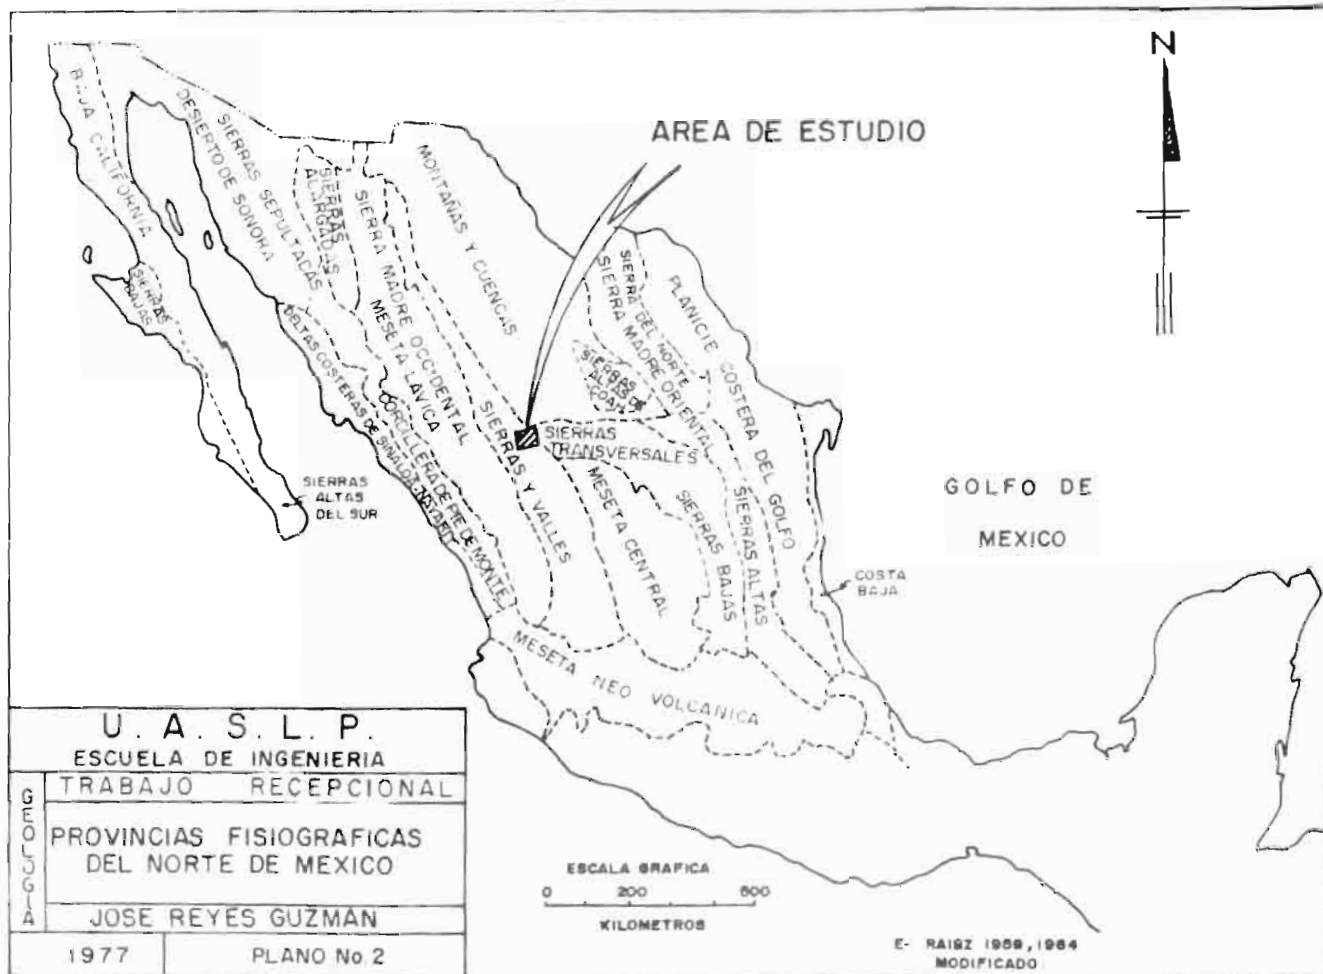 N
AREA DE ESTUDIO
BAJA CALIFORNIA
DESIERTO DE SONORA
SIERRAS SEPULTADAS
SIERRAS
ALARGADAS
SIERRA MADRE OCCIDENTAL
MESETA LAVICA
MONTAÑAS Y CUENCAS
SIERRA DEL NORTE
SIERRA MADRE ORIENTAL
PLANICIE COSTERA DEL GOLFO
SIERRAS
BAJAS
DELTAS COSTERAS DE SINALOA-NAYARIT
CORDILLERA DE PIE DE MONTE
SIERRAS
ALTAS DE
COAH.
SIERRAS Y VALLES
SIERRAS
TRANSVERSALES
MESETA CENTRAL
SIERRAS BAJAS
SIERRAS ALTAS
SIERRAS
ALTAS
DEL SUR
GOLFO DE
MEXICO
COSTA
BAJA
MESETA NEO VOLCANICA
U. A. S. L. P.
ESCUELA DE INGENIERIA
GEOLOGIA
TRABAJO RECEPCIONAL
PROVINCIAS FISIOGRAFICAS
DEL NORTE DE MEXICO
JOSE REYES GUZMAN
1977 PLANO No. 2
ESCALA GRAFICA
0 200 600
KILOMETROS
E- RAISZ 1959, 1964
MODIFICADO